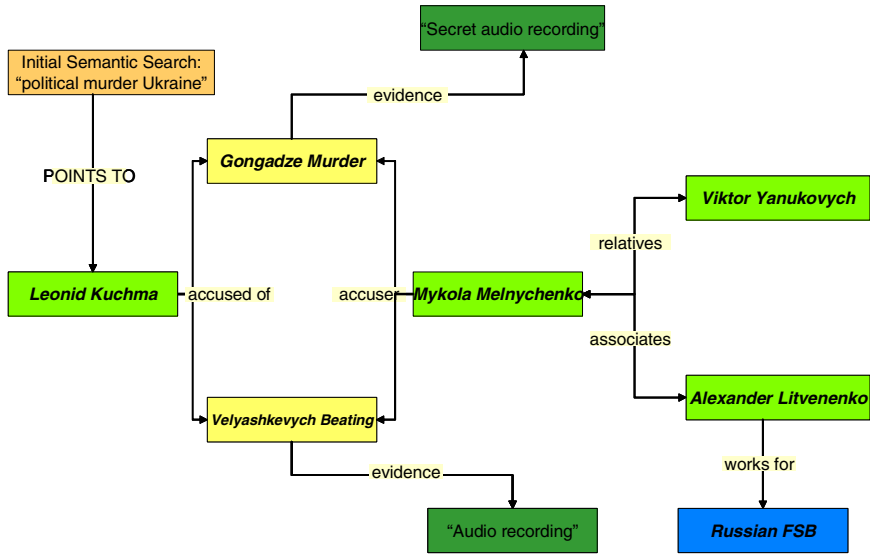 “Secret audio recording”
Initial Semantic Search:
“political murder Ukraine”
evidence
Gongadze Murder
POINTS TO
Viktor Yanukovych
relatives
Leonid Kuchma
accused of
accuser
Mykola Melnychenko
associates
Velyashkevych Beating
Alexander Litvenenko
evidence
works for
“Audio recording”
Russian FSB